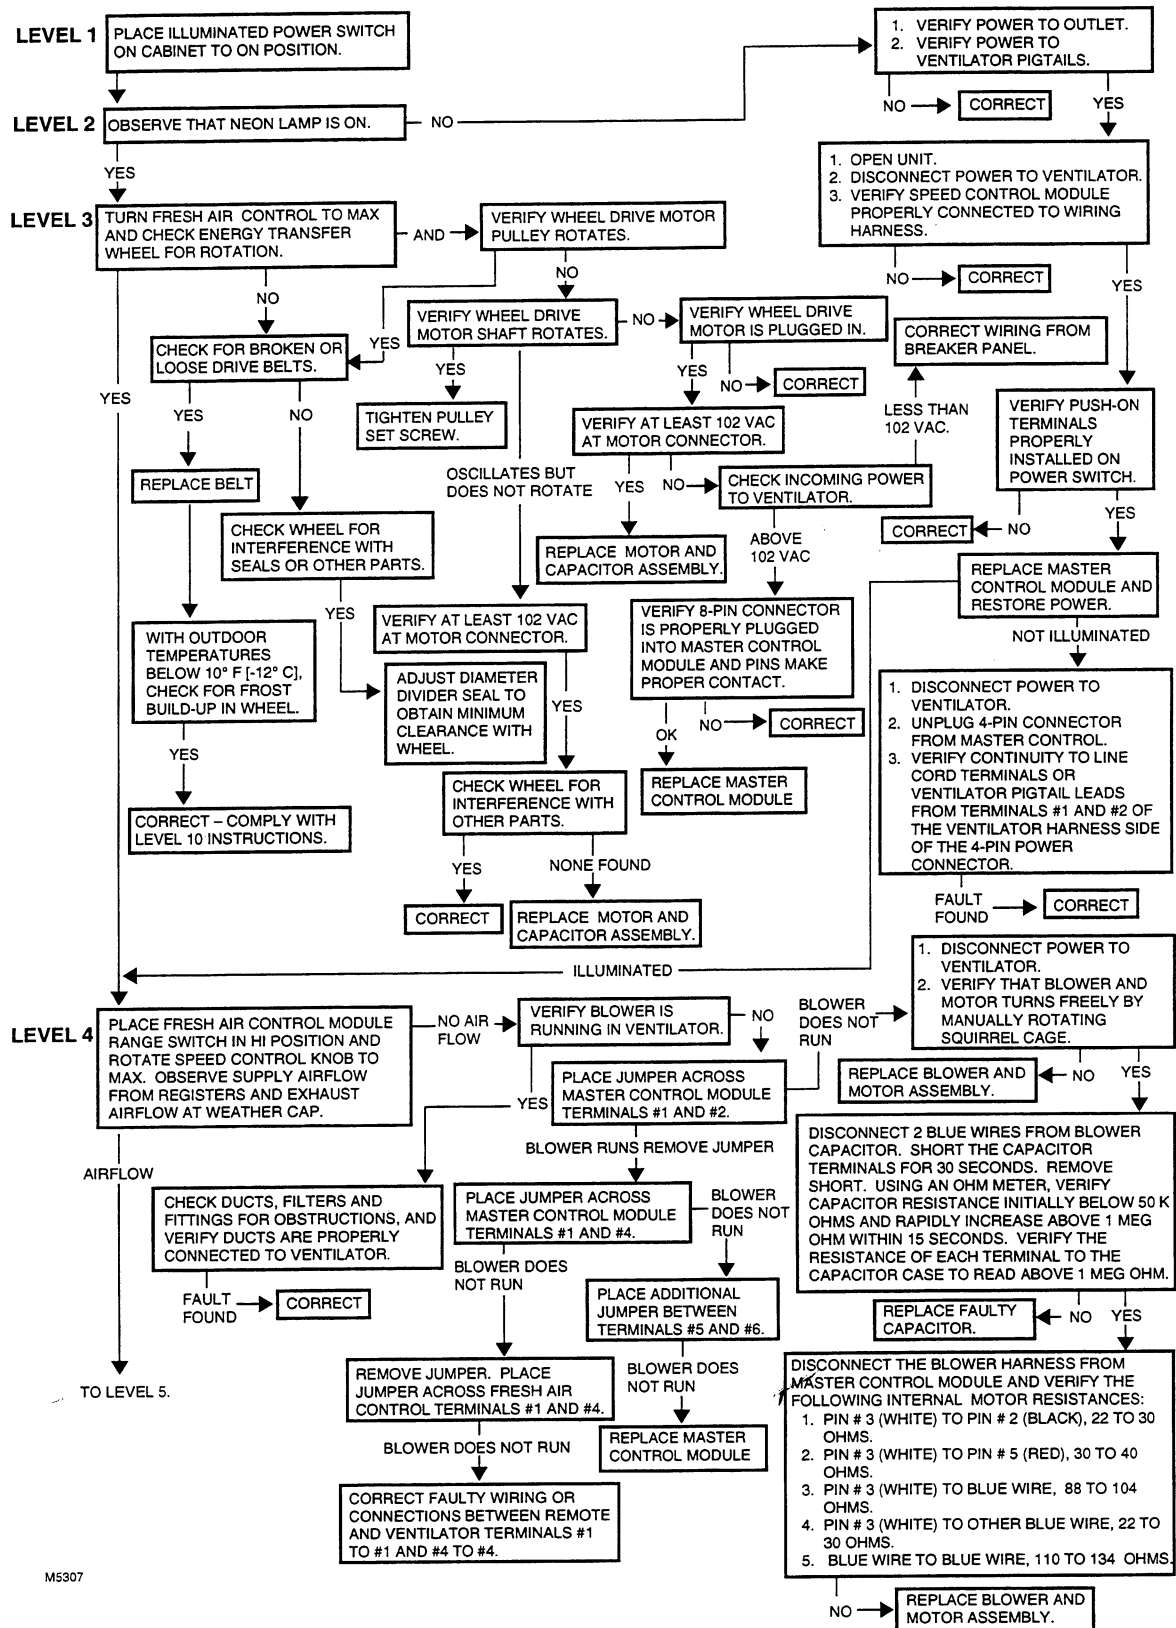 LEVEL 1
PLACE ILLUMINATED POWER SWITCH
ON CABINET TO ON POSITION.
1. VERIFY POWER TO OUTLET.
2. VERIFY POWER TO
VENTILATOR PIGTAILS.
NO
CORRECT
YES
LEVEL 2
OBSERVE THAT NEON LAMP IS ON.
NO
YES
1. OPEN UNIT.
2. DISCONNECT POWER TO VENTILATOR.
3. VERIFY SPEED CONTROL MODULE
PROPERLY CONNECTED TO WIRING
HARNESS.
NO
CORRECT
YES
LEVEL 3
TURN FRESH AIR CONTROL TO MAX
AND CHECK ENERGY TRANSFER
WHEEL FOR ROTATION.
AND
VERIFY WHEEL DRIVE MOTOR
PULLEY ROTATES.
NO
NO
YES
YES
VERIFY WHEEL DRIVE
MOTOR SHAFT ROTATES.
NO
VERIFY WHEEL DRIVE
MOTOR IS PLUGGED IN.
CORRECT WIRING FROM
BREAKER PANEL.
CHECK FOR BROKEN OR
LOOSE DRIVE BELTS.
YES
YES
NO
CORRECT
YES
NO
TIGHTEN PULLEY
SET SCREW.
VERIFY AT LEAST 102 VAC
AT MOTOR CONNECTOR.
LESS THAN
102 VAC.
VERIFY PUSH-ON
TERMINALS
PROPERLY
INSTALLED ON
POWER SWITCH.
REPLACE BELT
OSCILLATES BUT
DOES NOT ROTATE
YES
NO
CHECK INCOMING POWER
TO VENTILATOR.
CORRECT
NO
YES
CHECK WHEEL FOR
INTERFERENCE WITH
SEALS OR OTHER PARTS.
REPLACE MOTOR AND
CAPACITOR ASSEMBLY.
ABOVE
102 VAC
REPLACE MASTER
CONTROL MODULE AND
RESTORE POWER.
YES
VERIFY AT LEAST 102 VAC
AT MOTOR CONNECTOR.
VERIFY 8-PIN CONNECTOR
IS PROPERLY PLUGGED
INTO MASTER CONTROL
MODULE AND PINS MAKE
PROPER CONTACT.
NOT ILLUMINATED
WITH OUTDOOR
TEMPERATURES
BELOW 10° F [-12° C],
CHECK FOR FROST
BUILD-UP IN WHEEL.
ADJUST DIAMETER
DIVIDER SEAL TO
OBTAIN MINIMUM
CLEARANCE WITH
WHEEL.
YES
OK
NO
CORRECT
1. DISCONNECT POWER TO
VENTILATOR.
2. UNPLUG 4-PIN CONNECTOR
FROM MASTER CONTROL.
3. VERIFY CONTINUITY TO LINE
CORD TERMINALS OR
VENTILATOR PIGTAIL LEADS
FROM TERMINALS #1 AND #2 OF
THE VENTILATOR HARNESS SIDE
OF THE 4-PIN POWER
CONNECTOR.
YES
CHECK WHEEL FOR
INTERFERENCE WITH
OTHER PARTS.
REPLACE MASTER
CONTROL MODULE
CORRECT – COMPLY WITH
LEVEL 10 INSTRUCTIONS.
YES
NONE FOUND
FAULT
FOUND
CORRECT
CORRECT
REPLACE MOTOR AND
CAPACITOR ASSEMBLY.
ILLUMINATED
1. DISCONNECT POWER TO
VENTILATOR.
2. VERIFY THAT BLOWER AND
MOTOR TURNS FREELY BY
MANUALLY ROTATING
SQUIRREL CAGE.
LEVEL 4
PLACE FRESH AIR CONTROL MODULE
RANGE SWITCH IN HI POSITION AND
ROTATE SPEED CONTROL KNOB TO
MAX. OBSERVE SUPPLY AIRFLOW
FROM REGISTERS AND EXHAUST
AIRFLOW AT WEATHER CAP.
NO AIR
FLOW
VERIFY BLOWER IS
RUNNING IN VENTILATOR.
NO
BLOWER
DOES NOT
RUN
YES
PLACE JUMPER ACROSS
MASTER CONTROL MODULE
TERMINALS #1 AND #2.
REPLACE BLOWER AND
MOTOR ASSEMBLY.
NO
YES
AIRFLOW
BLOWER RUNS REMOVE JUMPER
DISCONNECT 2 BLUE WIRES FROM BLOWER
CAPACITOR. SHORT THE CAPACITOR
TERMINALS FOR 30 SECONDS. REMOVE
SHORT. USING AN OHM METER, VERIFY
CAPACITOR RESISTANCE INITIALLY BELOW 50 K
OHMS AND RAPIDLY INCREASE ABOVE 1 MEG
OHM WITHIN 15 SECONDS. VERIFY THE
RESISTANCE OF EACH TERMINAL TO THE
CAPACITOR CASE TO READ ABOVE 1 MEG OHM.
CHECK DUCTS, FILTERS AND
FITTINGS FOR OBSTRUCTIONS, AND
VERIFY DUCTS ARE PROPERLY
CONNECTED TO VENTILATOR.
PLACE JUMPER ACROSS
MASTER CONTROL MODULE
TERMINALS #1 AND #4.
BLOWER
DOES NOT
RUN
FAULT
FOUND
CORRECT
BLOWER DOES
NOT RUN
PLACE ADDITIONAL
JUMPER BETWEEN
TERMINALS #5 AND #6.
REPLACE FAULTY
CAPACITOR.
NO
YES
TO LEVEL 5.
REMOVE JUMPER. PLACE
JUMPER ACROSS FRESH AIR
CONTROL TERMINALS #1 AND #4.
BLOWER DOES
NOT RUN
DISCONNECT THE BLOWER HARNESS FROM
MASTER CONTROL MODULE AND VERIFY THE
FOLLOWING INTERNAL MOTOR RESISTANCES:
1. PIN # 3 (WHITE) TO PIN # 2 (BLACK), 22 TO 30
OHMS.
2. PIN # 3 (WHITE) TO PIN # 5 (RED), 30 TO 40
OHMS.
3. PIN # 3 (WHITE) TO BLUE WIRE, 88 TO 104
OHMS.
4. PIN # 3 (WHITE) TO OTHER BLUE WIRE, 22 TO
30 OHMS.
5. BLUE WIRE TO BLUE WIRE, 110 TO 134 OHMS.
BLOWER DOES NOT RUN
REPLACE MASTER
CONTROL MODULE
CORRECT FAULTY WIRING OR
CONNECTIONS BETWEEN REMOTE
AND VENTILATOR TERMINALS #1
TO #1 AND #4 TO #4.
M5307
NO
REPLACE BLOWER AND
MOTOR ASSEMBLY.